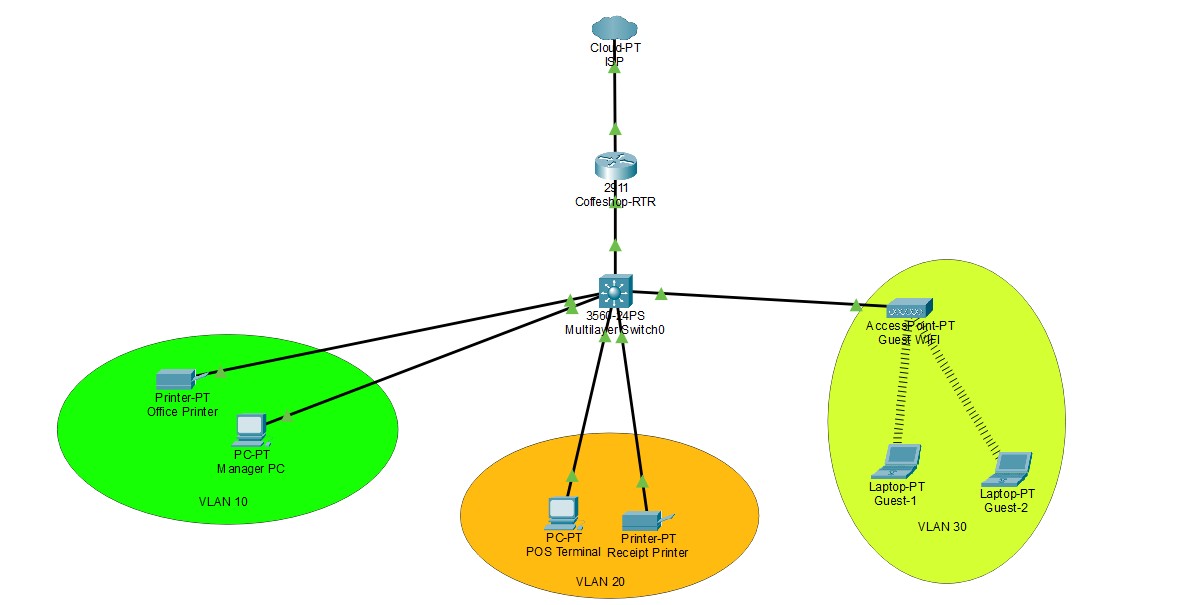 Cloud-PT
ISP
2911
Coffeshop-RTR
3560-24PS
Multilayer Switch0
AccessPoint-PT
Guest WIFI
Printer-PT
Office Printer
PC-PT
Manager PC
VLAN 10
PC-PT
POS Terminal
Printer-PT
Receipt Printer
VLAN 20
Laptop-PT
Guest-1
Laptop-PT
Guest-2
VLAN 30